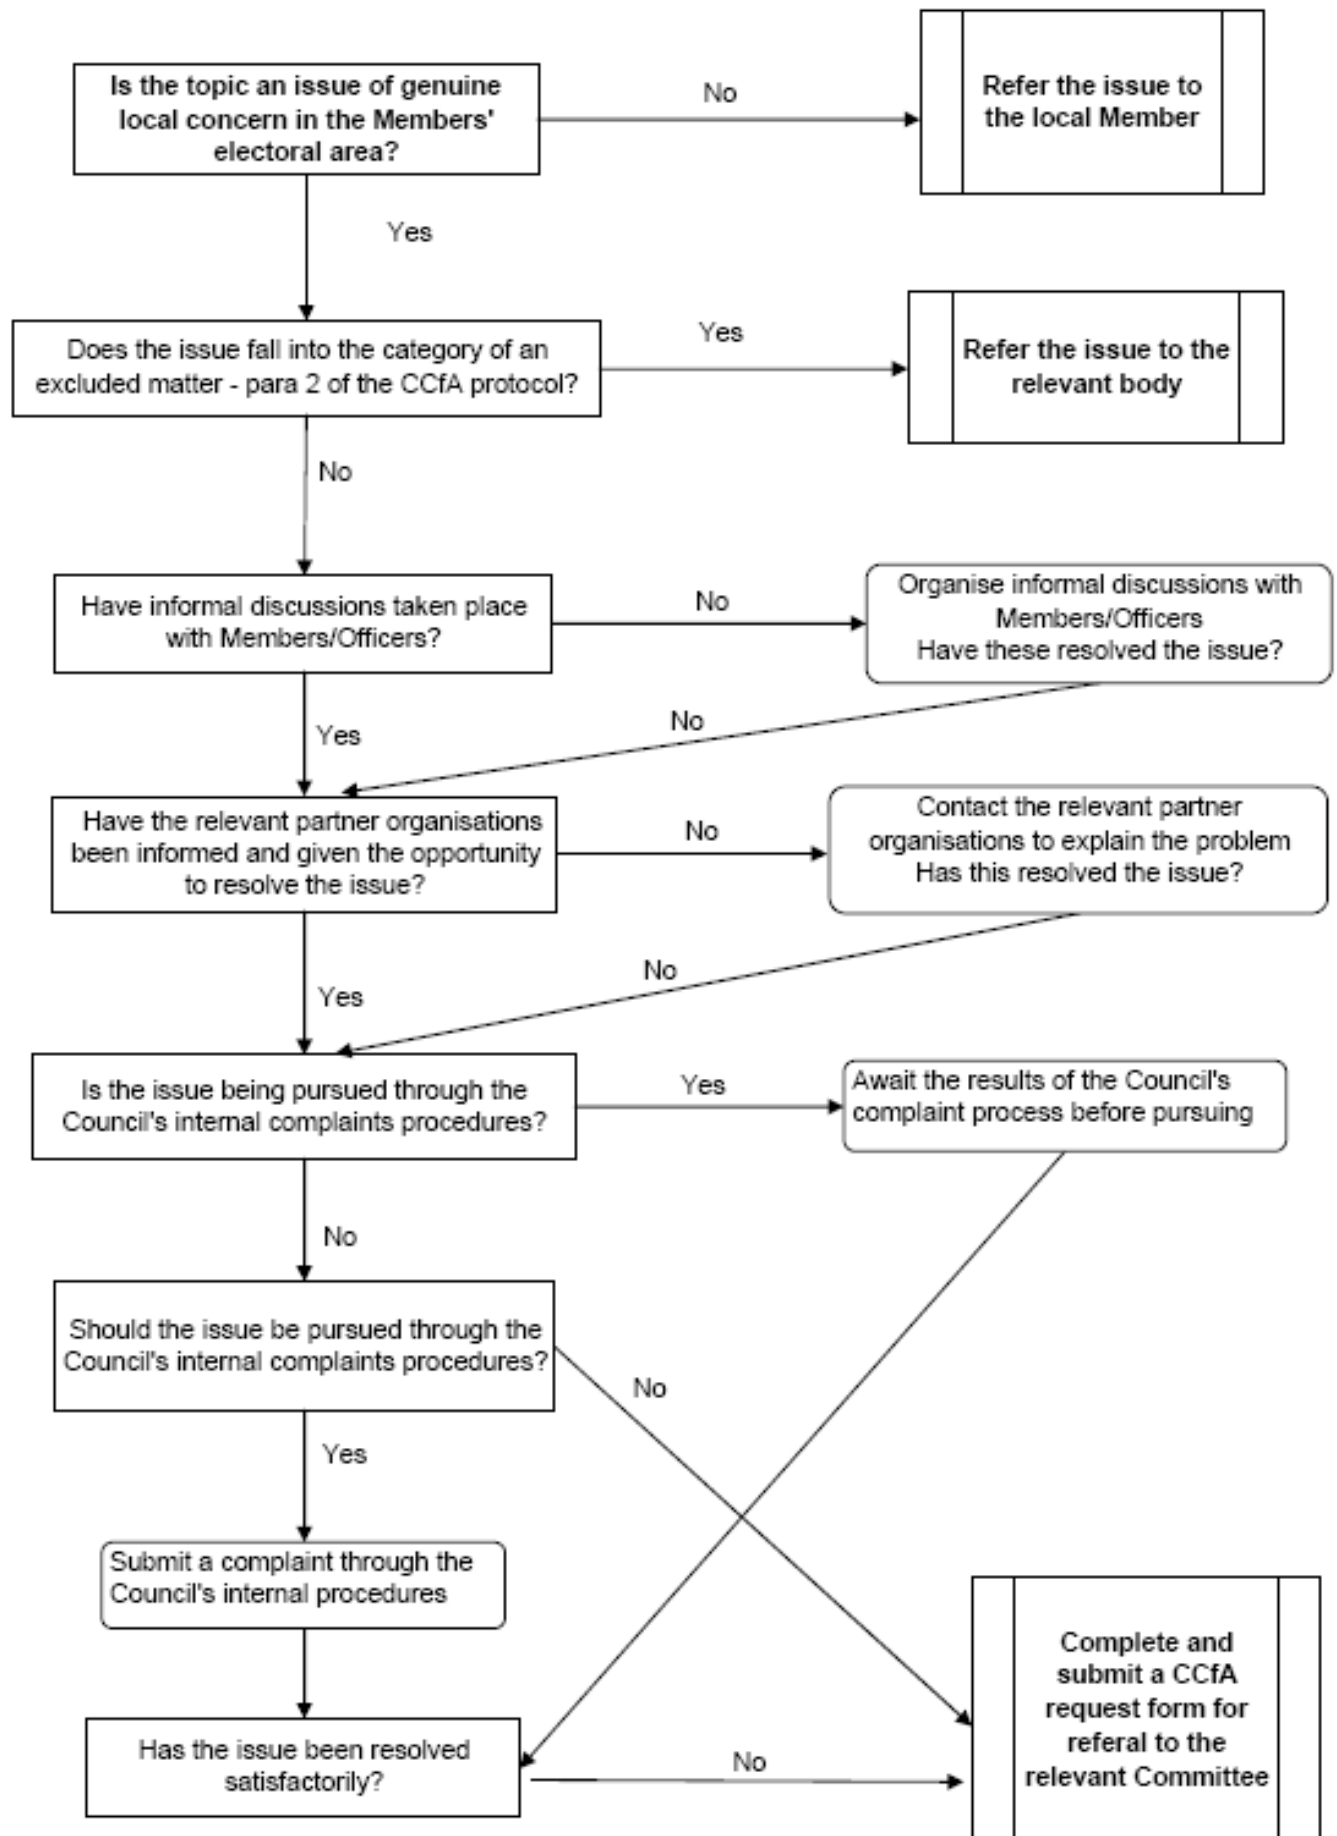 Is the topic an issue of genuine
local concern in the Members'
electoral area?
No
Refer the issue to
the local Member
Yes
Does the issue fall into the category of an
excluded matter - para 2 of the CCfA protocol?
Yes
Refer the issue to the
relevant body
No
Have informal discussions taken place
with Members/Officers?
No
Organise informal discussions with
Members/Officers
Have these resolved the issue?
No
Yes
Have the relevant partner organisations
been informed and given the opportunity
to resolve the issue?
No
Contact the relevant partner
organisations to explain the problem
Has this resolved the issue?
No
Yes
Is the issue being pursued through the
Council's internal complaints procedures?
Yes
Await the results of the Council's
complaint process before pursuing
No
Should the issue be pursued through the
Council's internal complaints procedures?
No
Yes
Submit a complaint through the
Council's internal procedures
Complete and
submit a CCfA
request form for
referal to the
relevant Committee
Has the issue been resolved
satisfactorily?
No